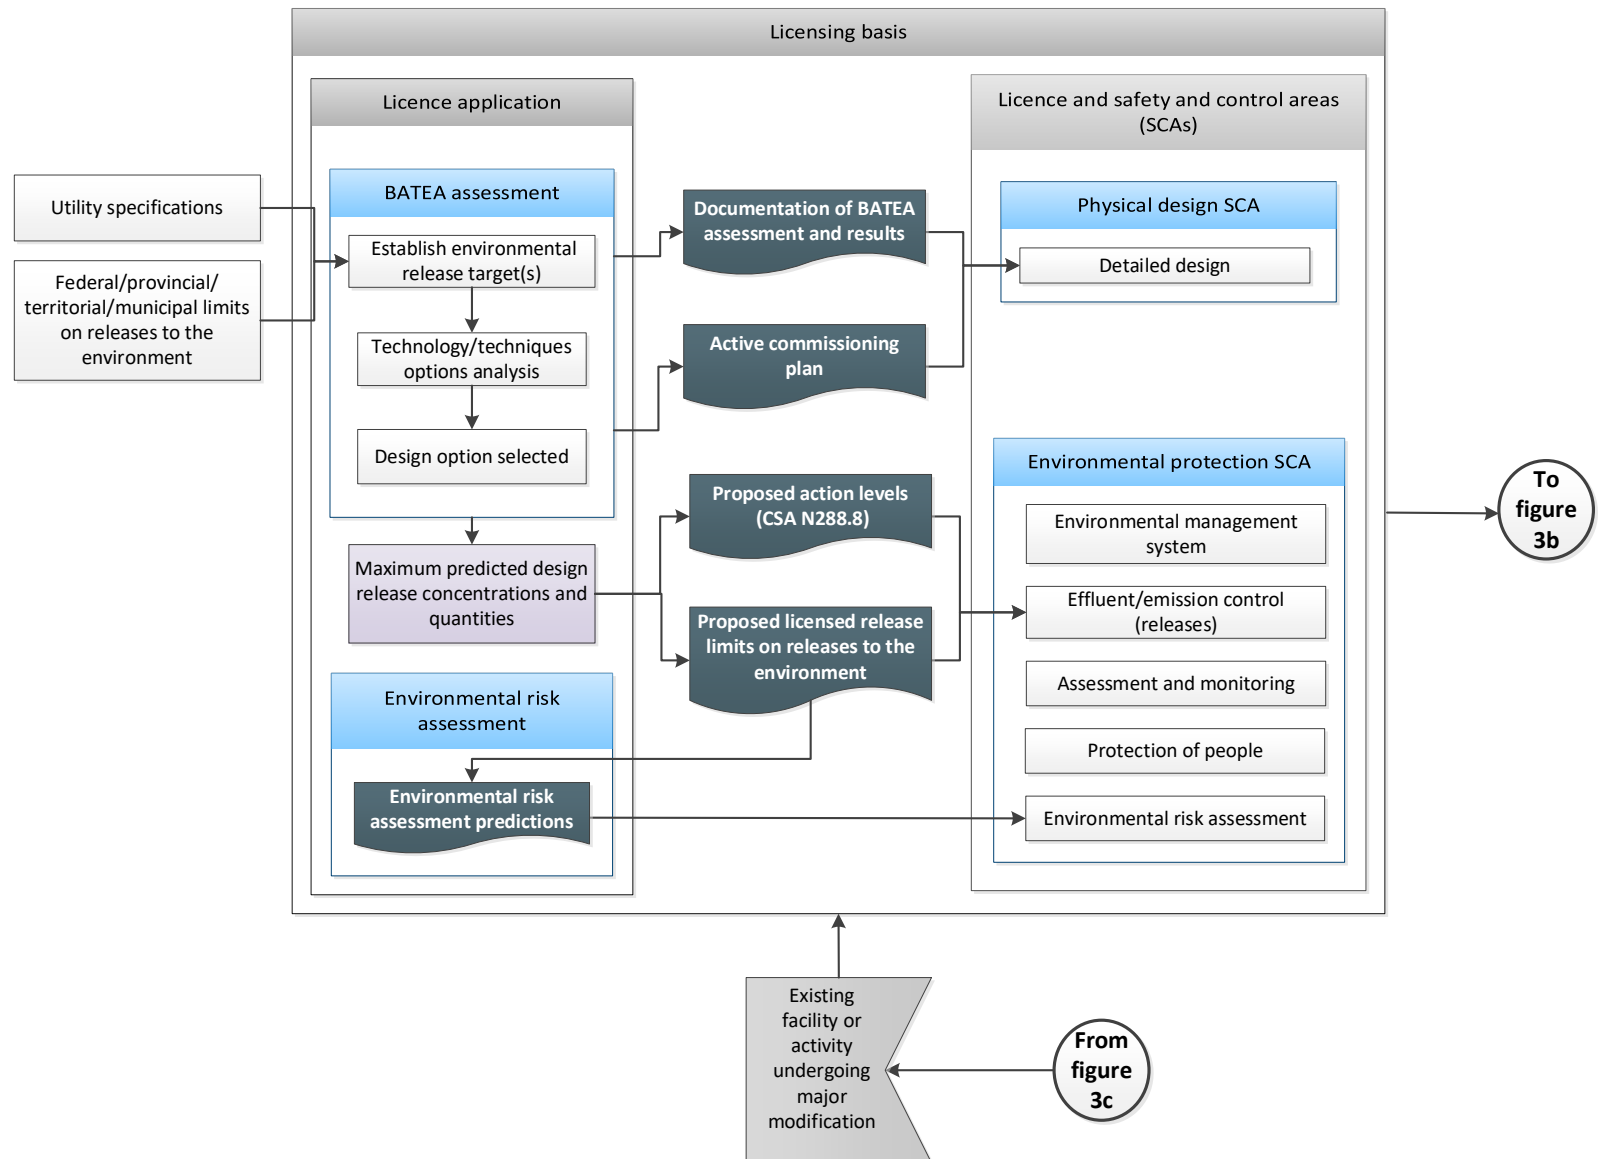 Licensing basis
Licence application
Licence and safety and control areas
(SCAs)
Utility specifications
Federal/provincial/
territorial/municipal limits
on releases to the
environment
BATEA assessment
Establish environmental
release target(s)
Technology/techniques
options analysis
Design option selected
Maximum predicted design
release concentrations and
quantities
Environmental risk
assessment
Environmental risk
assessment predictions
Documentation of BATEA
assessment and results
Active commissioning
plan
Proposed action levels
(CSA N288.8)
Proposed licensed release
limits on releases to the
environment
Physical design SCA
Detailed design
Environmental protection SCA
Environmental management
system
Effluent/emission control
(releases)
Assessment and monitoring
Protection of people
Environmental risk assessment
To
figure
3b
Existing
facility or
activity
undergoing
major
modification
From
figure
3c